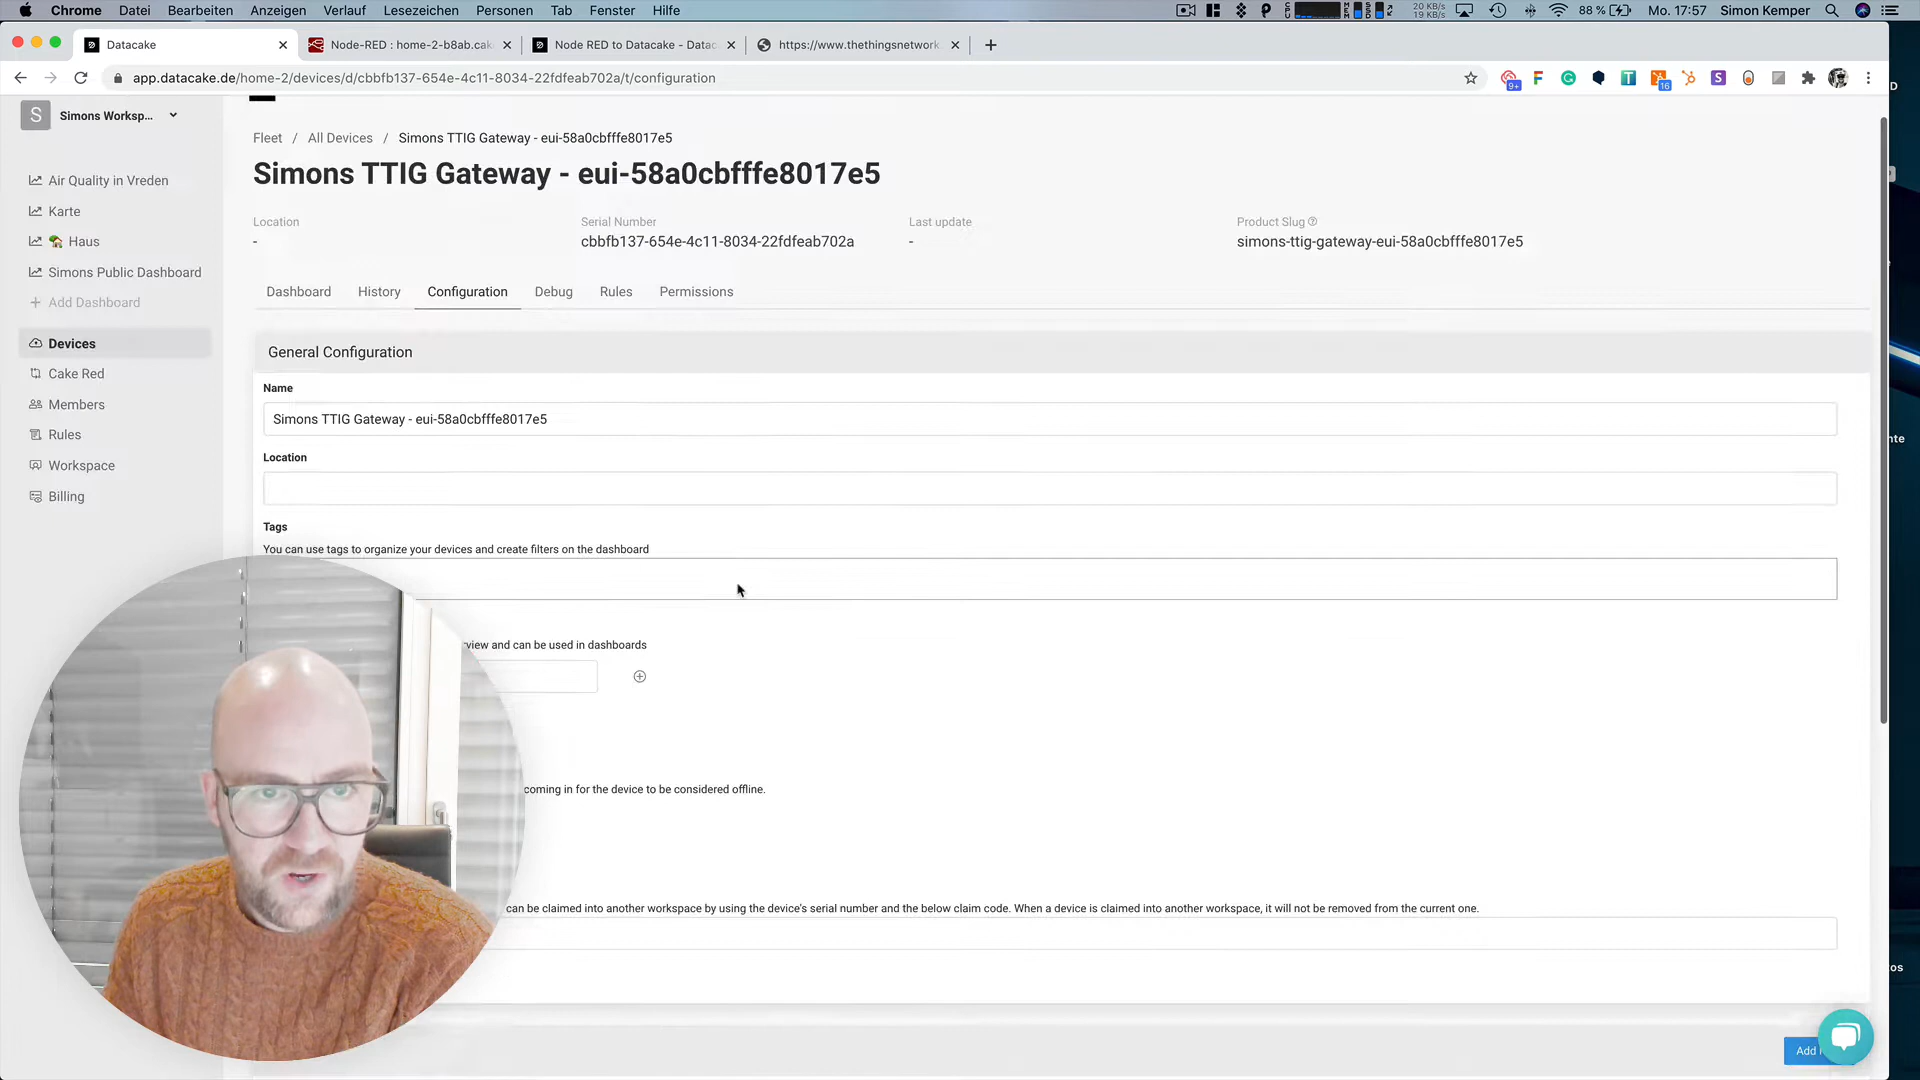 Chrome Datei Bearbeiten Anzeigen Verlauf Lesezeichen Personen Tab Fenster Hilfe 20 KB/s 19 KB/s 88 % Mo. 17:57 Simon Kemper
Datacake Node-RED : home-2-b8ab.cak Node RED to Datacake - Datac https://www.thethingsnetwork
app.datacake.de/home-2/devices/d/cbbfb137-654e-4c11-8034-22fdfeab702a/t/configuration
S Simons Worksp...
Fleet / All Devices / Simons TTIG Gateway - eui-58a0cbfffe8017e5
Simons TTIG Gateway - eui-58a0cbfffe8017e5
Location Serial Number Last update Product Slug
- cbbfb137-654e-4c11-8034-22fdfeab702a - simons-ttig-gateway-eui-58a0cbfffe8017e5
Air Quality in Vreden
Karte
Haus
Simons Public Dashboard
+ Add Dashboard
Devices
Cake Red
Members
Rules
Workspace
Billing
Dashboard History Configuration Debug Rules Permissions
General Configuration
Name
Simons TTIG Gateway - eui-58a0cbfffe8017e5
Location
Tags
You can use tags to organize your devices and create filters on the dashboard
and can be used in dashboards
coming in for the device to be considered offline.
can be claimed into another workspace by using the device's serial number and the below claim code. When a device is claimed into another workspace, it will not be removed from the current one.
Add